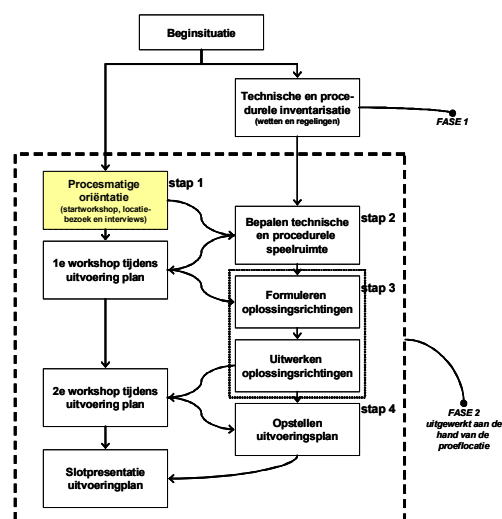 Beginsituatie
Technische en proce-
durele inventarisatie
(wetten en regelingen)
FASE 1
Procesmatige
oriëntatie
(startworkshop, locatie-
bezoek en interviews)
stap 1
Bepalen technische
en procedurele
speelruimte
stap 2
1e workshop tijdens
uitvoering plan
Formuleren
oplossingsrichtingen
stap 3
Uitwerken
oplossingsrichtingen
2e workshop tijdens
uitvoering plan
Opstellen
uitvoeringsplan
stap 4
FASE 2
uitgewerkt aan de
hand van de
proeflocatie
Slotpresentatie
uitvoeringplan